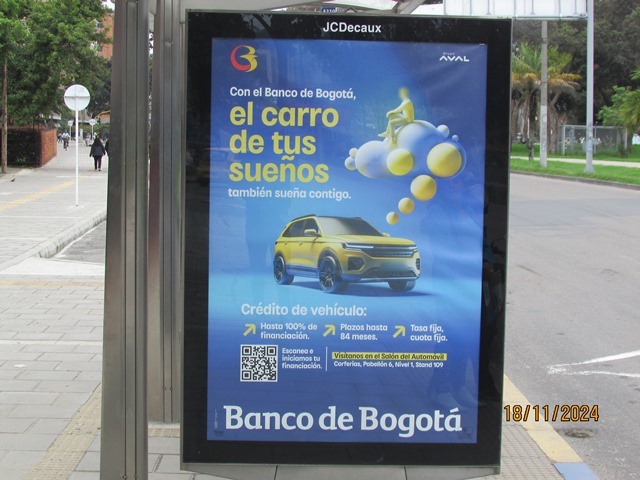 JCDecaux
Grupo
AVAL
Con el Banco de Bogotá,
el carro
de tus
sueños
también sueña contigo.
Crédito de vehículo:
Hasta 100% de
financiación.
Plazos hasta
84 meses.
Tasa fija,
cuota fija.
Escanea e
iniciamos tu
financiación.
Visítanos en el Salón del Automóvil
Corferias, Pabellón 6, Nivel 1, Stand 109
Banco de Bogotá
18/11/2024